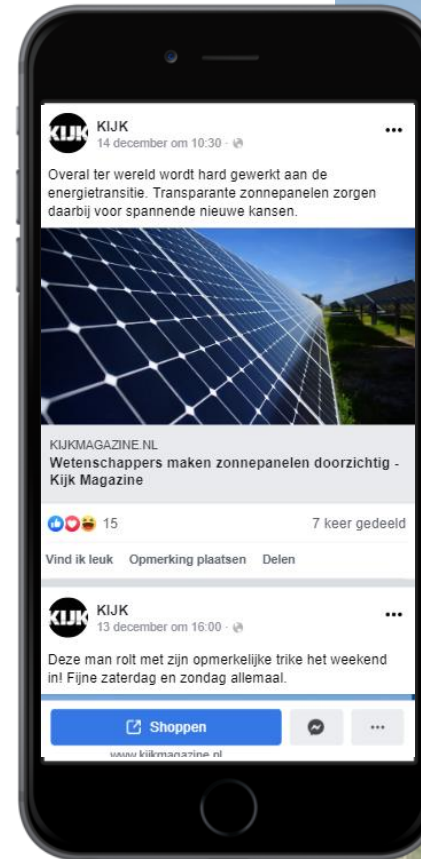 KIJK
KIJK
14 december om 10:30 ·
•••
Overal ter wereld wordt hard gewerkt aan de
energietransitie. Transparante zonnepanelen zorgen
daarbij voor spannende nieuwe kansen.
KIJKMAGAZINE.NL
Wetenschappers maken zonnepanelen doorzichtig -
Kijk Magazine
15
7 keer gedeeld
Vind ik leuk Opmerking plaatsen Delen
KIJK
KIJK
13 december om 16:00 ·
•••
Deze man rolt met zijn opmerkelijke trike het weekend
in! Fijne zaterdag en zondag allemaal.
Shoppen
•••
www.kijkmagazine.nl